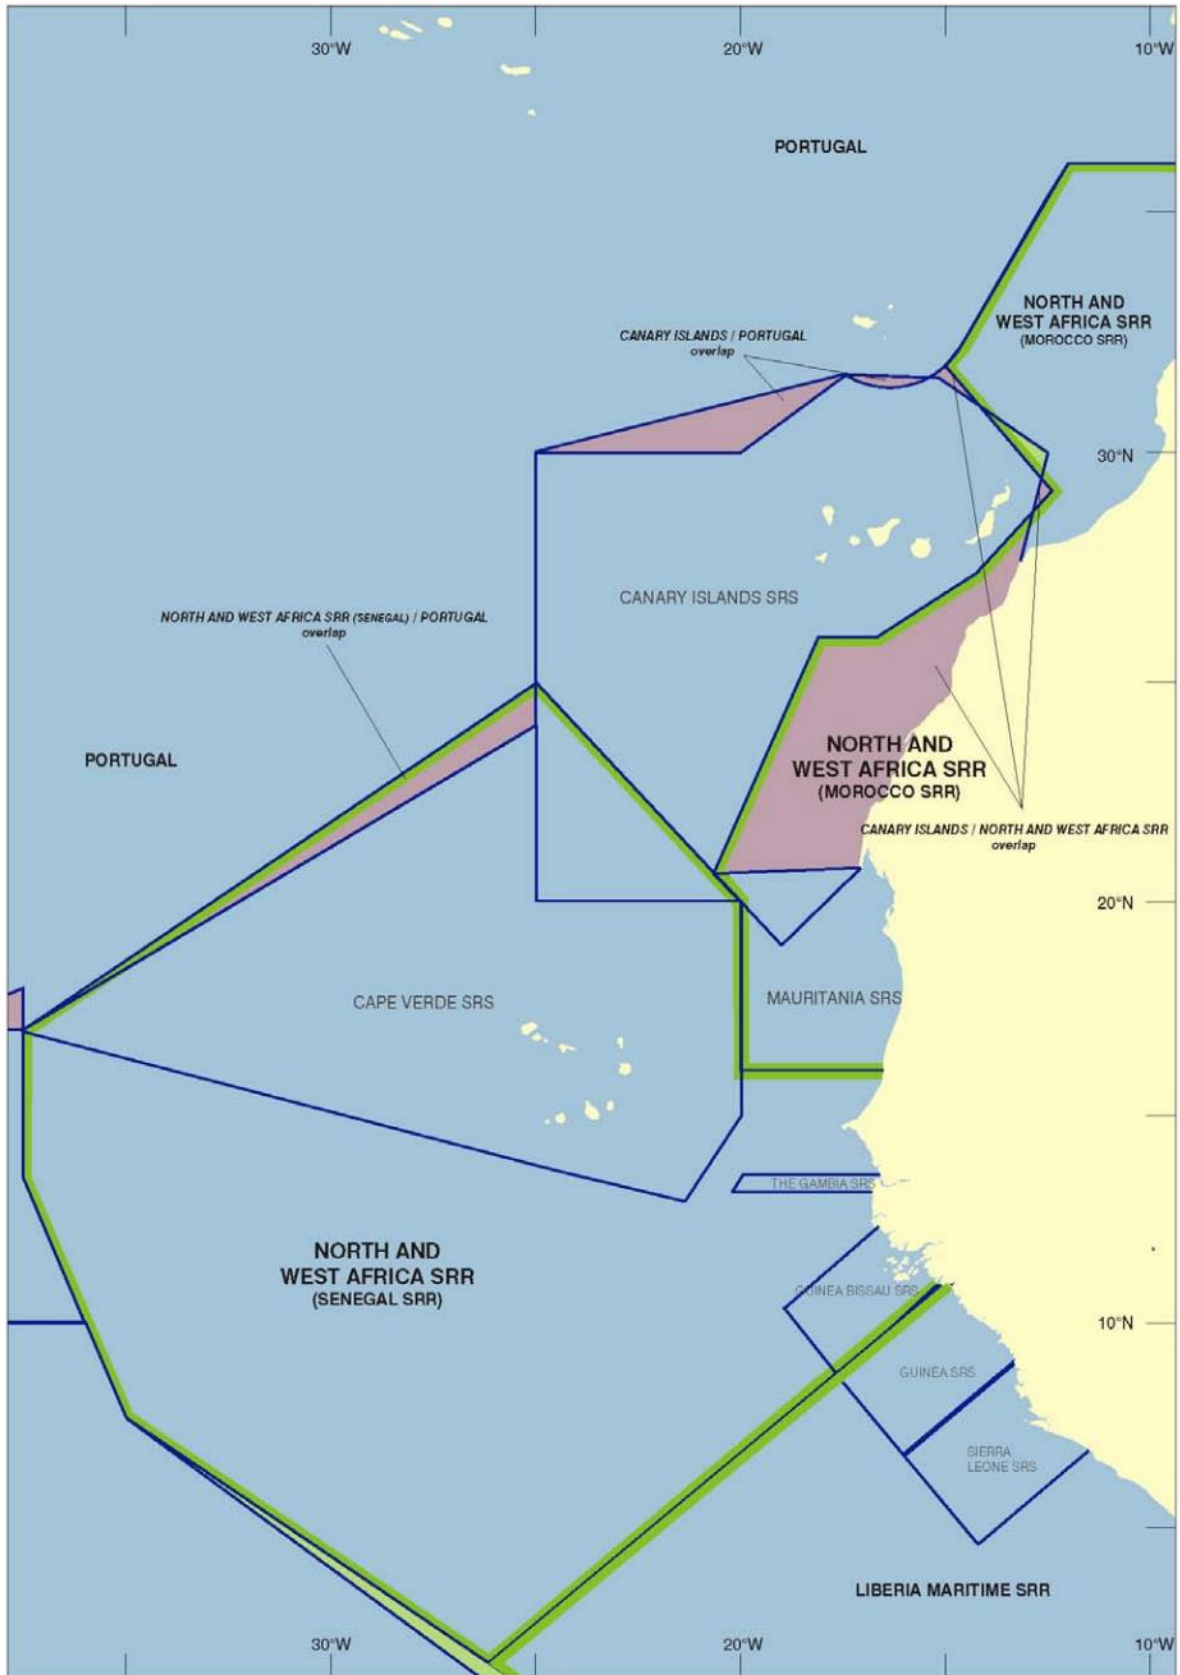 30°W
20°W
10°W
PORTUGAL
NORTH AND
WEST AFRICA SRR
(MOROCCO SRR)
CANARY ISLANDS / PORTUGAL
overlap
30°N
CANARY ISLANDS SRS
NORTH AND WEST AFRICA SRR (SENEGAL) / PORTUGAL
overlap
PORTUGAL
NORTH AND
WEST AFRICA SRR
(MOROCCO SRR)
CANARY ISLANDS / NORTH AND WEST AFRICA SRR
overlap
20°N
CAPE VERDE SRS
MAURITANIA SRS
THE GAMBIA SRS
NORTH AND
WEST AFRICA SRR
(SENEGAL SRR)
GUINEA BISSAU SRS
10°N
GUINEA SRS
SIERRA
LEONE SRS
LIBERIA MARITIME SRR
30°W
20°W
10°W